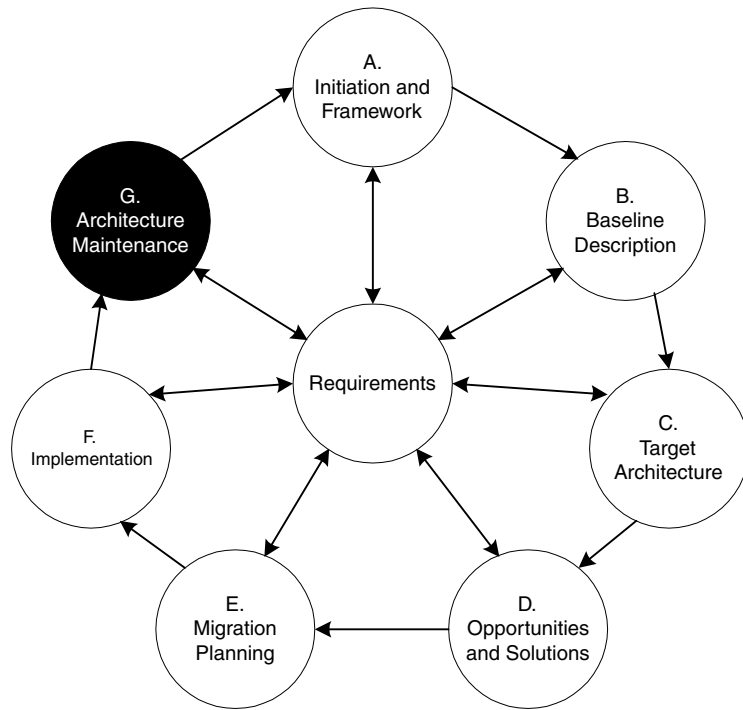 A.
Initiation and
Framework
G.
Architecture
Maintenance
B.
Baseline
Description
Requirements
F.
Implementation
C.
Target
Architecture
E.
Migration
Planning
D.
Opportunities
and Solutions